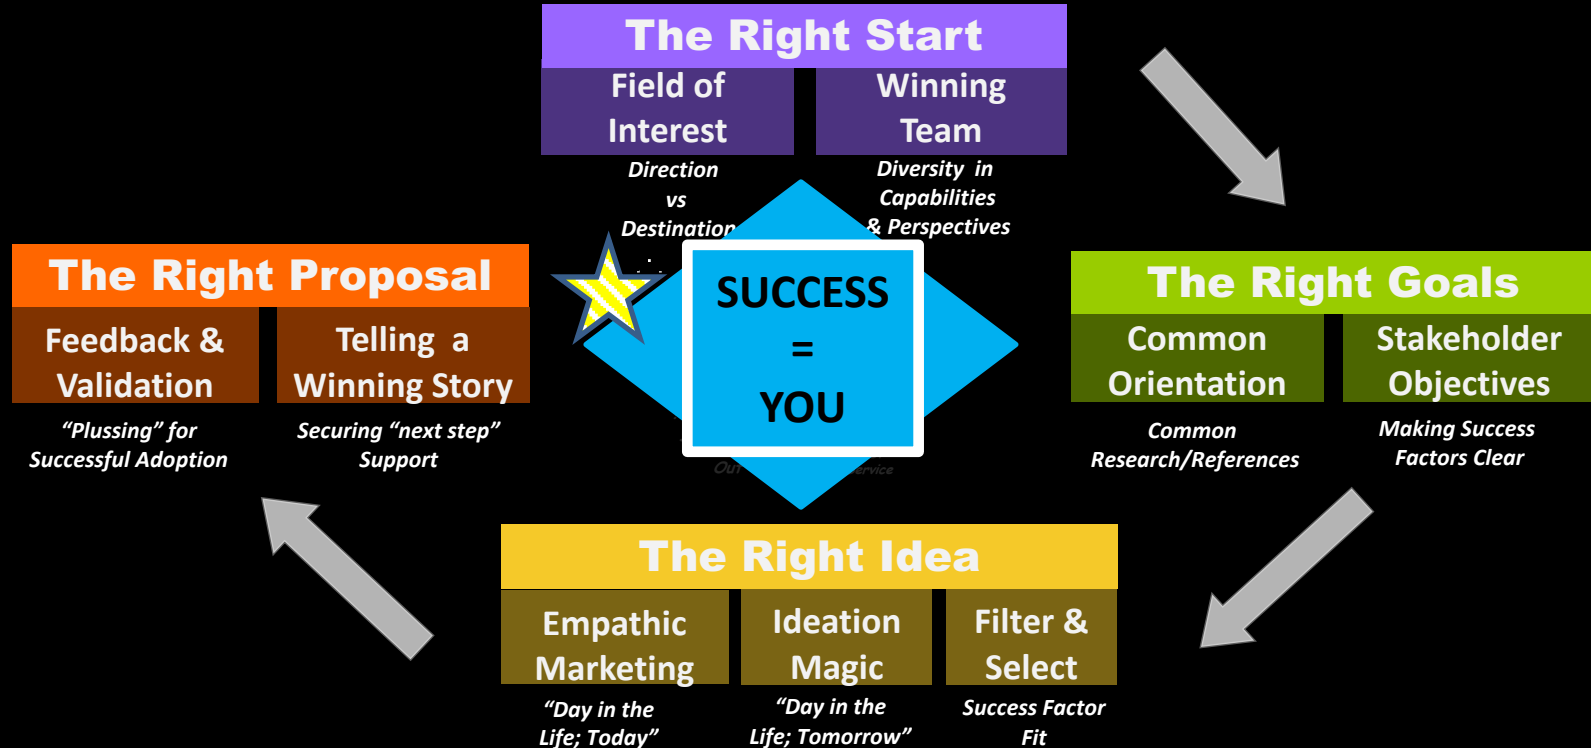 The Right Start
Field of
Interest
Winning
Team
Direction
vs
Destination
Diversity in
Capabilities
& Perspectives
The Right Proposal
Feedback &
Validation
Telling a
Winning Story
“Plussing” for
Successful Adoption
Securing “next step”
Support
SUCCESS
=
YOU
The Right Goals
Common
Orientation
Stakeholder
Objectives
Common
Research/References
Making Success
Factors Clear
The Right Idea
Empathic
Marketing
Ideation
Magic
Filter &
Select
“Day in the
Life; Today”
“Day in the
Life; Tomorrow”
Success Factor
Fit